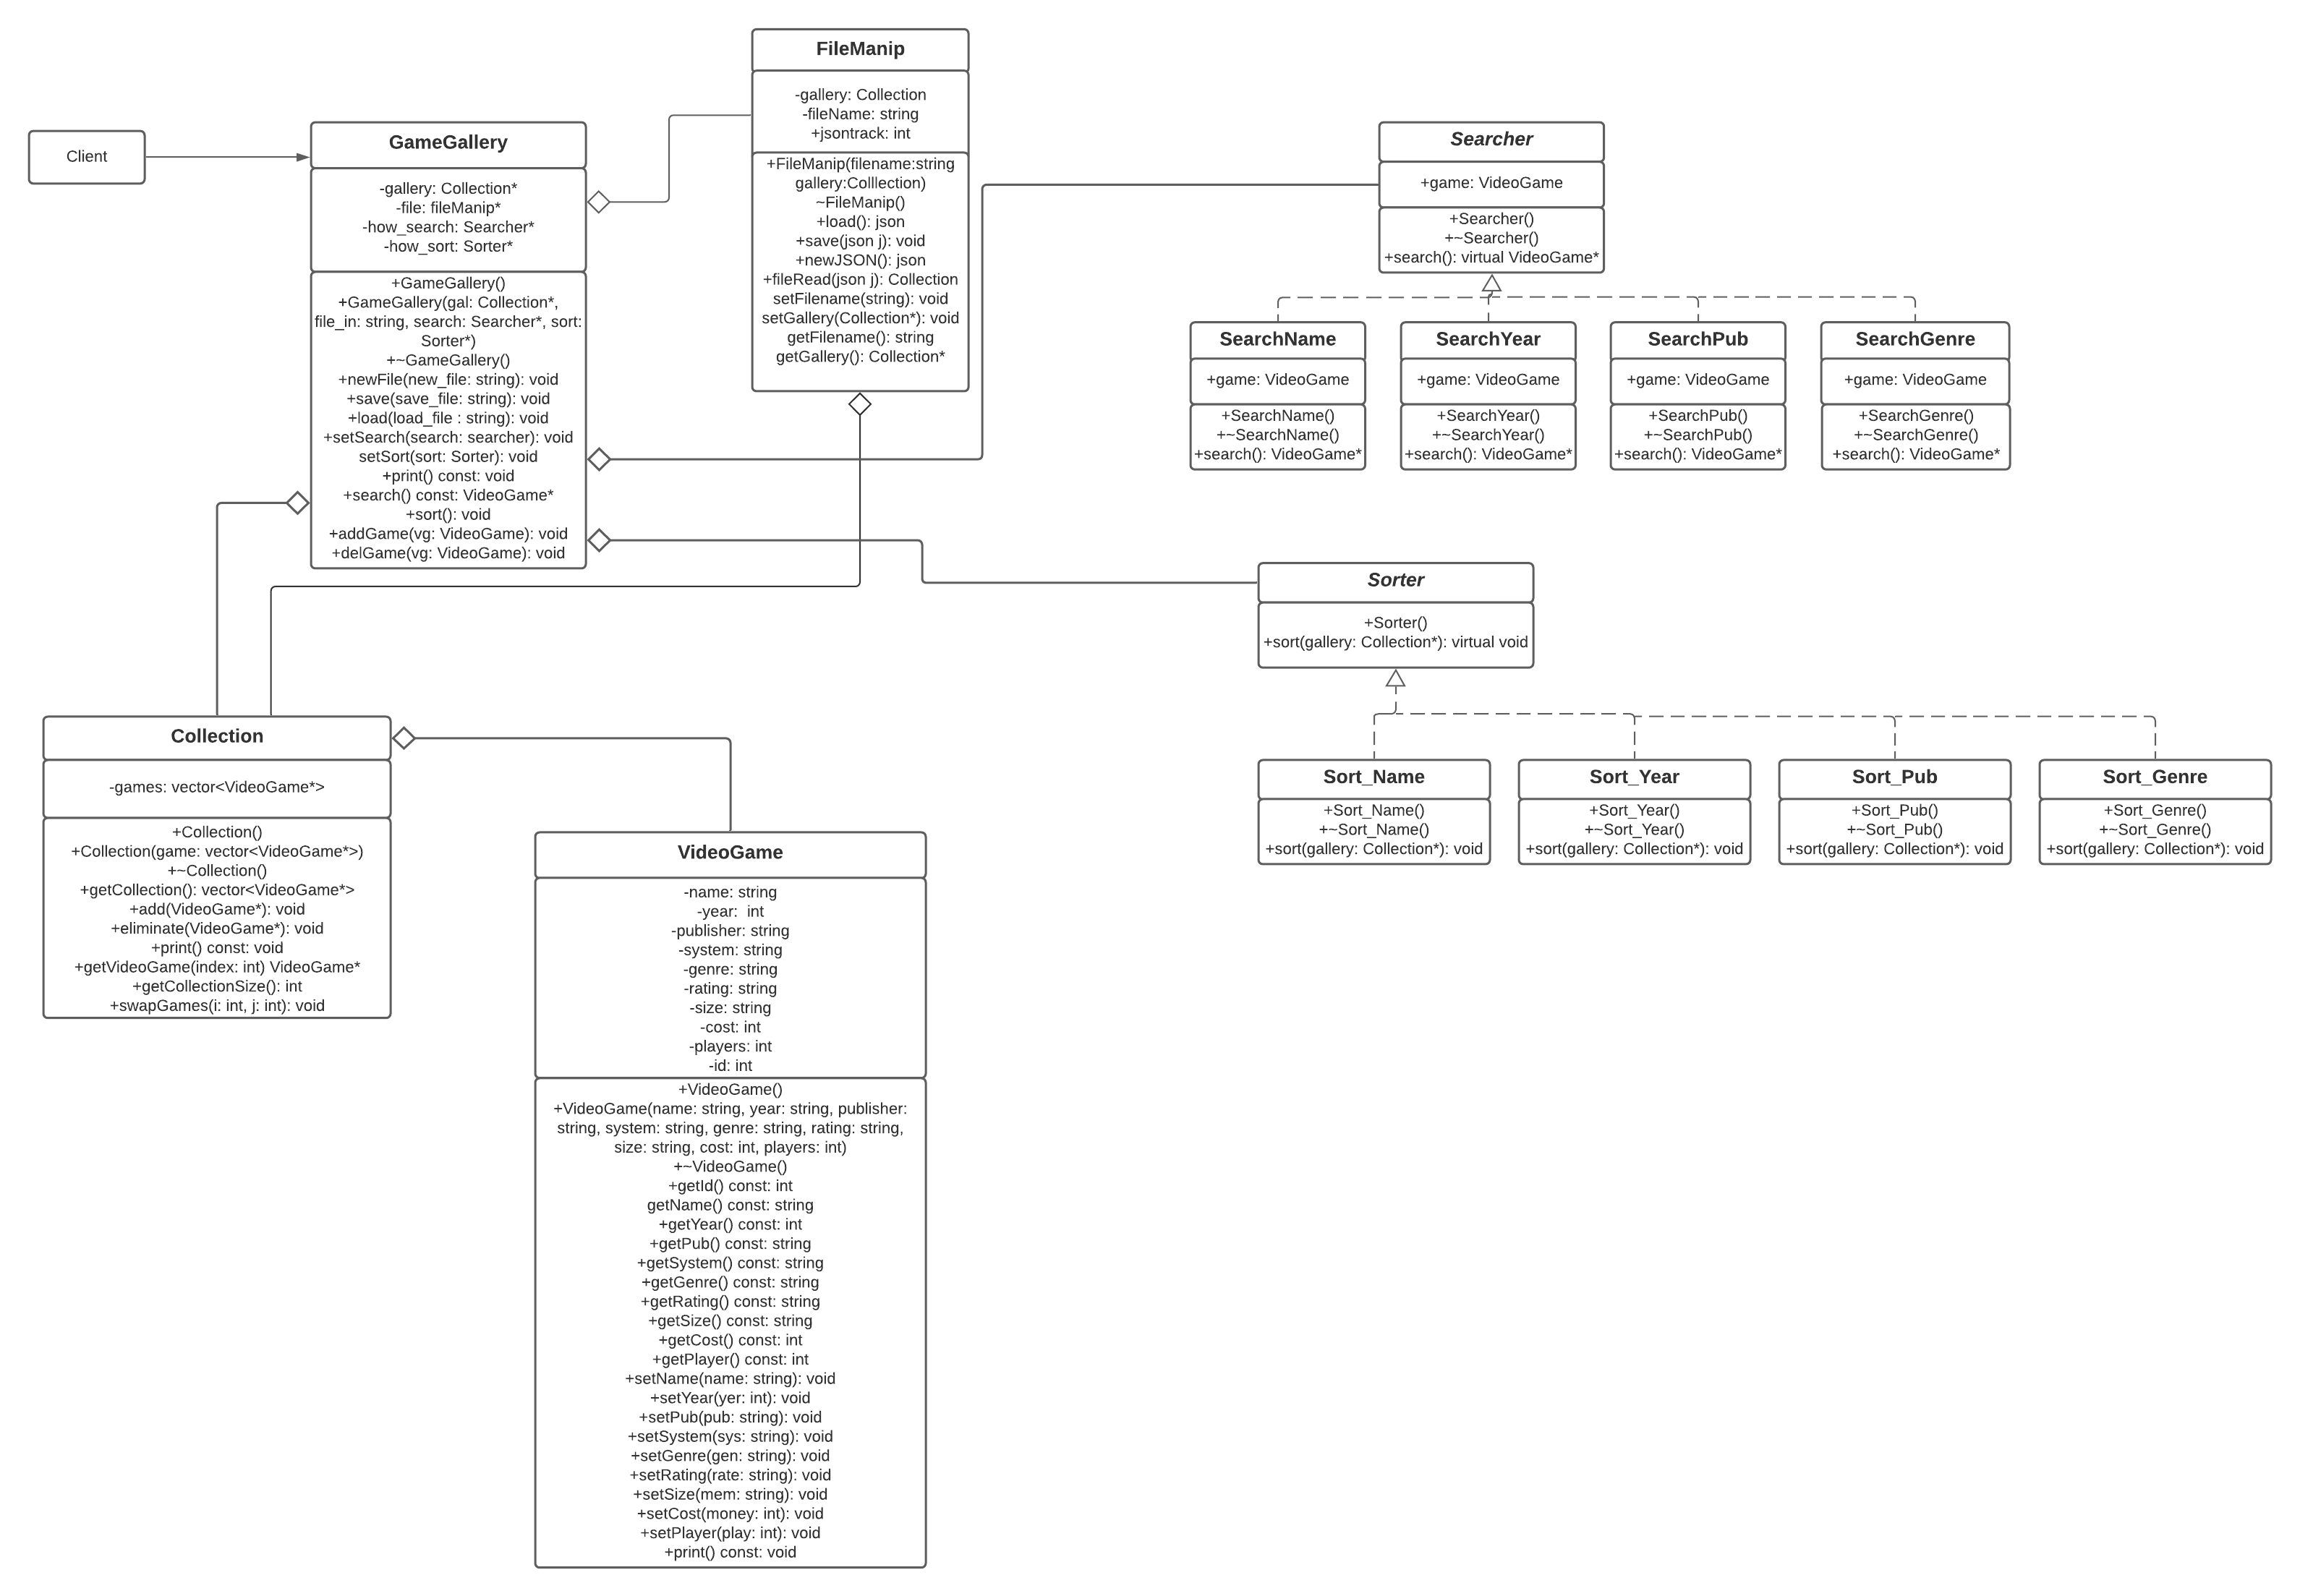 Client
GameGallery
-gallery: Collection*
-file: fileManip*
-how_search: Searcher*
-how_sort: Sorter*
+GameGallery()
+GameGallery(gal: Collection*,
file_in: string, search: Searcher*, sort:
Sorter*)
+~GameGallery()
+newFile(new_file: string): void
+save(save_file: string): void
+load(load_file : string): void
+setSearch(search: searcher): void
setSort(sort: Sorter): void
+print() const: void
+search() const: VideoGame*
+sort(): void
+addGame(vg: VideoGame): void
+delGame(vg: VideoGame): void
FileManip
-gallery: Collection
-fileName: string
+jsontrack: int
+FileManip(filename:string
gallery:Colllection)
~FileManip()
+load(): json
+save(json j): void
+newJSON(): json
+fileRead(json j): Collection
setFilename(string): void
setGallery(Collection*): void
getFilename(): string
getGallery(): Collection*
Searcher
+game: VideoGame
+Searcher()
+~Searcher()
+search(): virtual VideoGame*
SearchName
+game: VideoGame
+SearchName()
+~SearchName()
+search(): VideoGame*
SearchYear
+game: VideoGame
+SearchYear()
+~SearchYear()
+search(): VideoGame*
SearchPub
+game: VideoGame
+SearchPub()
+~SearchPub()
+search(): VideoGame*
SearchGenre
+game: VideoGame
+SearchGenre()
+~SearchGenre()
+search(): VideoGame*
Sorter
+Sorter()
+sort(gallery: Collection*): virtual void
Sort_Name
+Sort_Name()
+~Sort_Name()
+sort(gallery: Collection*): void
Sort_Year
+Sort_Year()
+~Sort_Year()
+sort(gallery: Collection*): void
Sort_Pub
+Sort_Pub()
+~Sort_Pub()
+sort(gallery: Collection*): void
Sort_Genre
+Sort_Genre()
+~Sort_Genre()
+sort(gallery: Collection*): void
Collection
-games: vector<VideoGame*>
+Collection()
+Collection(game: vector<VideoGame*>)
+~Collection()
+getCollection(): vector<VideoGame*>
+add(VideoGame*): void
+eliminate(VideoGame*): void
+print() const: void
+getVideoGame(index: int) VideoGame*
+getCollectionSize(): int
+swapGames(i: int, j: int): void
VideoGame
-name: string
-year:  int
-publisher: string
-system: string
-genre: string
-rating: string
-size: string
-cost: int
-players: int
-id: int
+VideoGame()
+VideoGame(name: string, year: string, publisher:
string, system: string, genre: string, rating: string,
size: string, cost: int, players: int)
+~VideoGame()
+getId() const: int
getName() const: string
+getYear() const: int
+getPub() const: string
+getSystem() const: string
+getGenre() const: string
+getRating() const: string
+getSize() const: string
+getCost() const: int
+getPlayer() const: int
+setName(name: string): void
+setYear(yer: int): void
+setPub(pub: string): void
+setSystem(sys: string): void
+setGenre(gen: string): void
+setRating(rate: string): void
+setSize(mem: string): void
+setCost(money: int): void
+setPlayer(play: int): void
+print() const: void